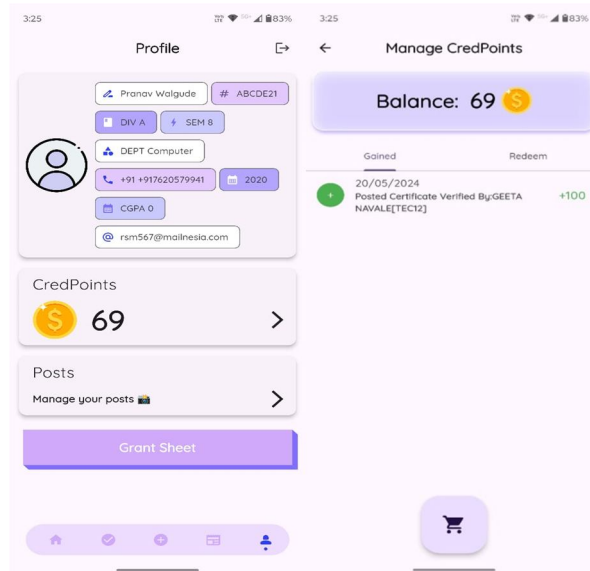 3:25
83%
Profile
Pranav Walgude
# ABCDE21
DIV A
SEM 8
DEPT Computer
+91 +917620579941
2020
CGPA 0
@ rsm567@mailnesia.com
CredPoints
69
Posts
Manage your posts
Grant Sheet
3:25
83%
Manage CredPoints
Balance: 69
Gained
Redeem
20/05/2024
Posted Certificate Verified By:GEETA
NAVALE[TEC12]
+100